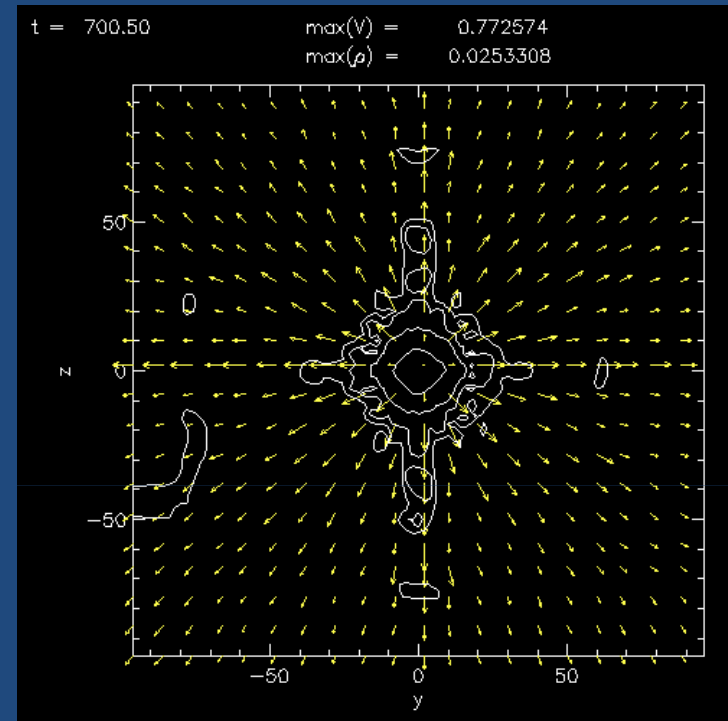 t = 700.50 max(V) = 0.772574
max(ρ) = 0.0253308
50
z 0
−50
−50 0 50
y